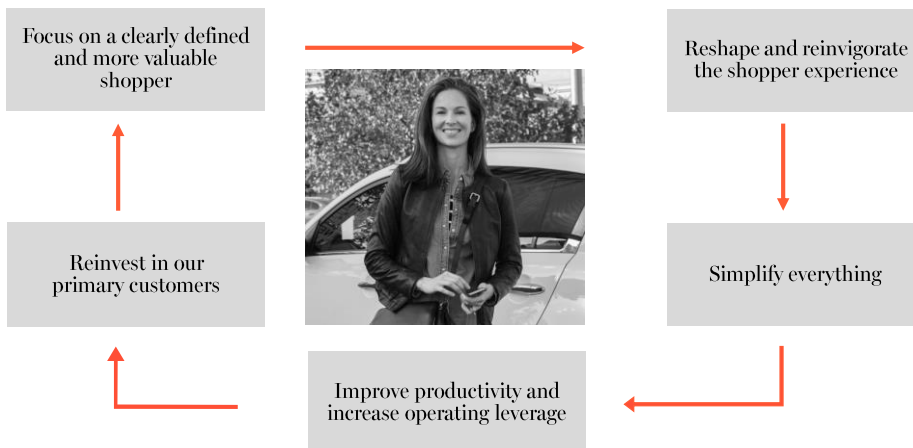 Focus on a clearly defined
and more valuable
shopper
Reshape and reinvigorate
the shopper experience
Simplify everything
Improve productivity and
increase operating leverage
Reinvest in our
primary customers